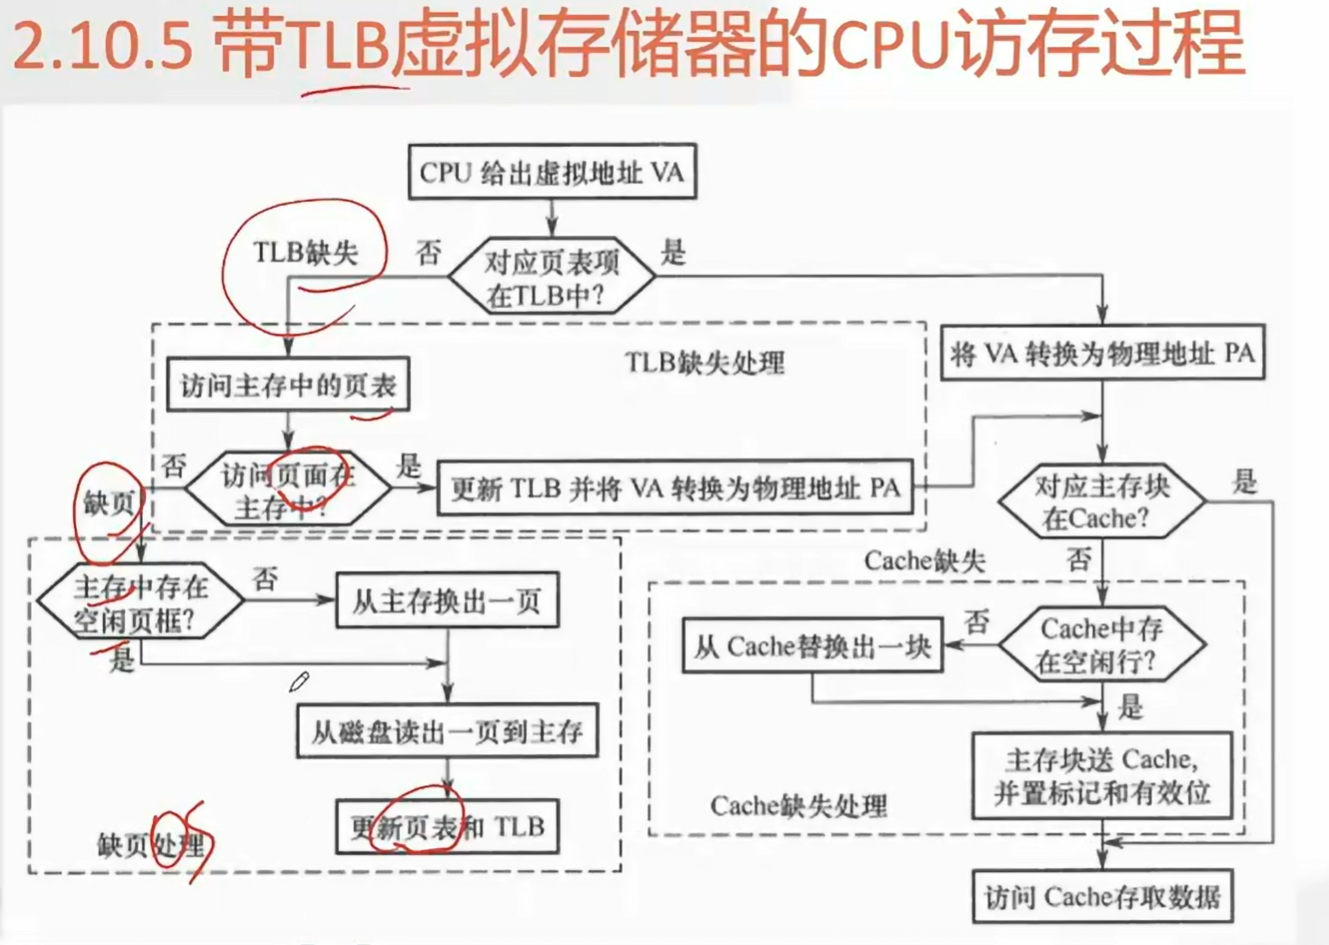 2.10.5 带TLB虚拟存储器的CPU访存过程
CPU 给出虚拟地址 VA
TLB缺失
否
对应页表项
在TLB中?
是
TLB缺失处理
将 VA 转换为物理地址 PA
访问主存中的页表
否
访问页面在
主存中?
是
更新 TLB 并将 VA 转换为物理地址 PA
缺页
对应主存块
在Cache?
是
Cache缺失
否
主存中存在
空闲页框?
否
从主存换出一页
是
从 Cache替换出一块
否
Cache中存
在空闲行?
是
从磁盘读出一页到主存
主存块送 Cache,
并置标记和有效位
更新页表和 TLB
缺页处理
Cache缺失处理
访问 Cache存取数据